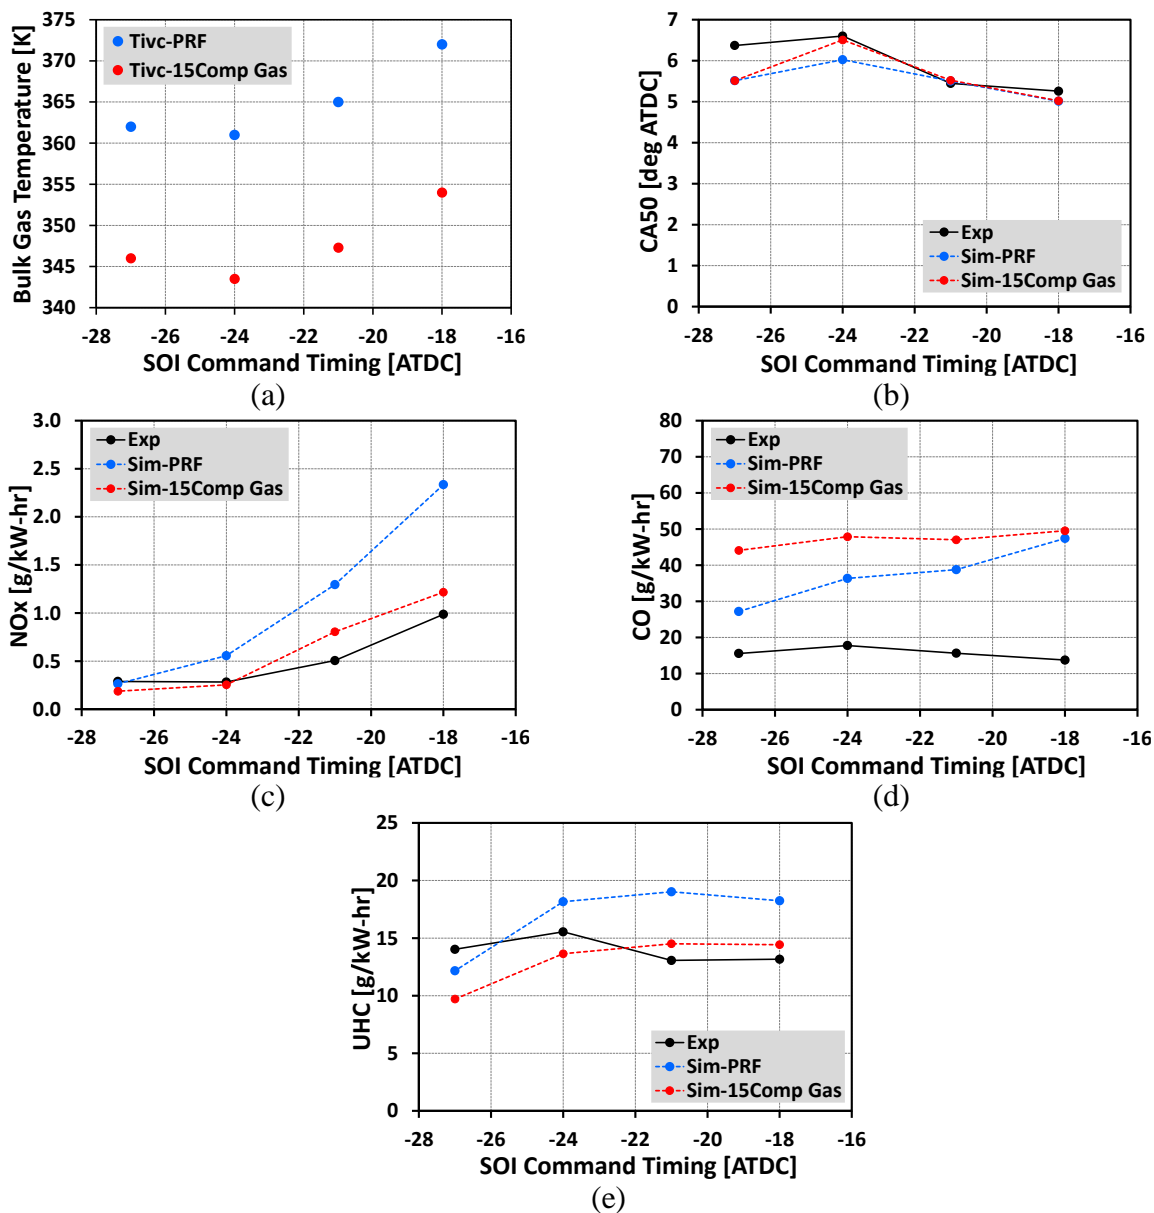 Bulk Gas Temperature [K]
375
370
365
360
355
350
345
340
Tivc-PRF
Tivc-15Comp Gas
-28 -26 -24 -22 -20 -18 -16
SOI Command Timing [ATDC]
(a)
CA50 [deg ATDC]
7
6
5
4
3
2
1
0
Exp
Sim-PRF
Sim-15Comp Gas
-28 -26 -24 -22 -20 -18 -16
SOI Command Timing [ATDC]
(b)
NOx [g/kW-hr]
3.0
2.5
2.0
1.5
1.0
0.5
0.0
Exp
Sim-PRF
Sim-15Comp Gas
-28 -26 -24 -22 -20 -18 -16
SOI Command Timing [ATDC]
(c)
CO [g/kW-hr]
80
70
60
50
40
30
20
10
0
Exp
Sim-PRF
Sim-15Comp Gas
-28 -26 -24 -22 -20 -18 -16
SOI Command Timing [ATDC]
(d)
UHC [g/kW-hr]
25
20
15
10
5
0
Exp
Sim-PRF
Sim-15Comp Gas
-28 -26 -24 -22 -20 -18 -16
SOI Command Timing [ATDC]
(e)